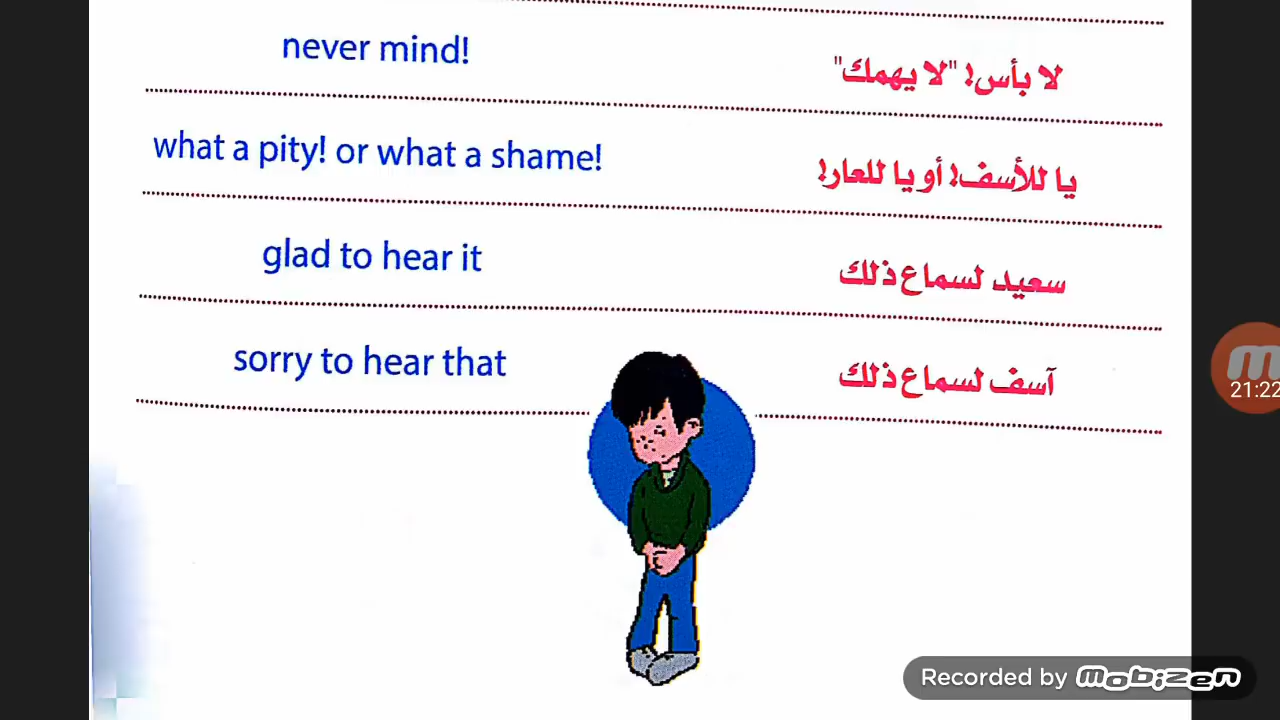 never mind!
لا بأس! "لا يهمك"
what a pity! or what a shame!
يا للأسف! أو يا للعار!
glad to hear it
سعيد لسماع ذلك
sorry to hear that
آسف لسماع ذلك
21:22
Recorded by mobizen